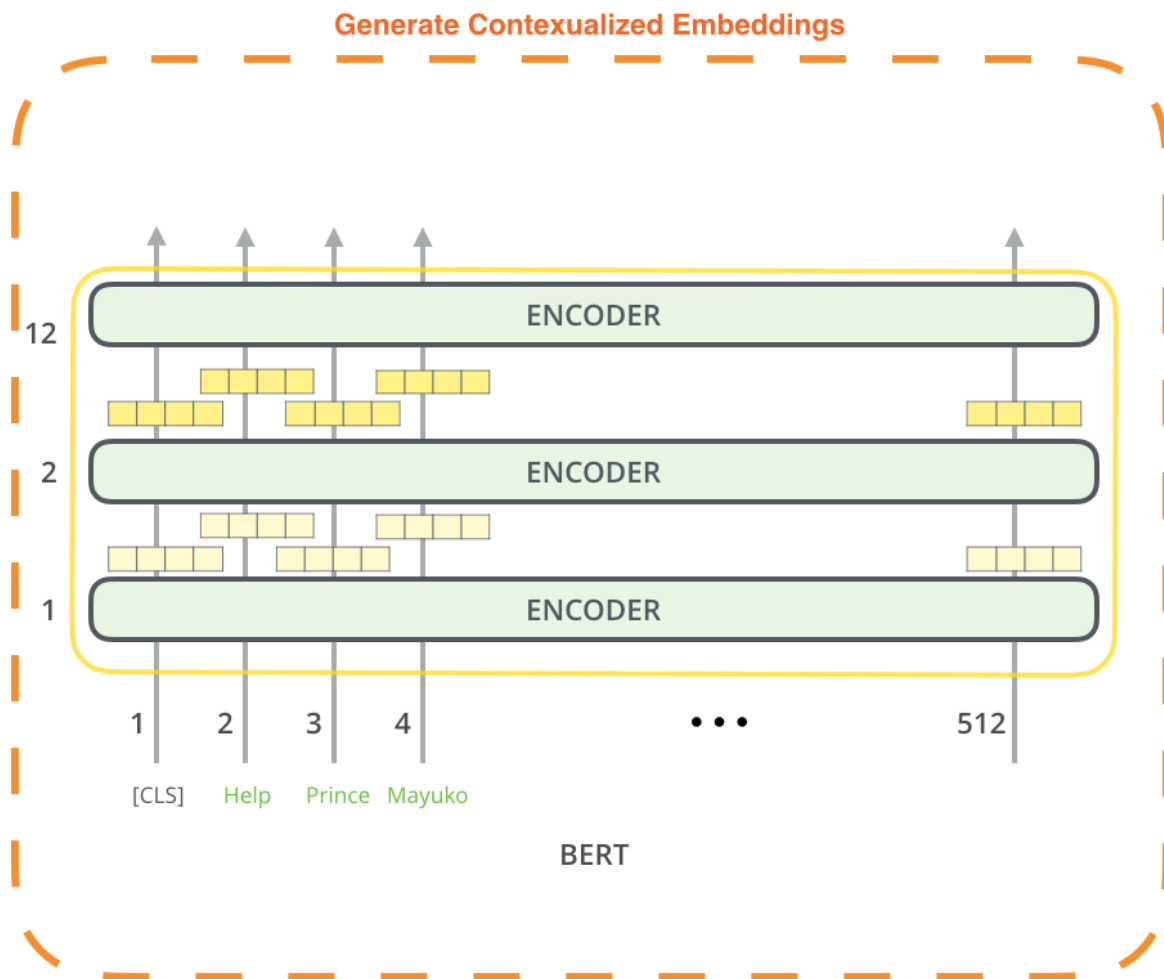 Generate Contexualized Embeddings
12 ENCODER
2 ENCODER
1 ENCODER
1 2 3 4 ••• 512
[CLS] Help Prince Mayuko
BERT